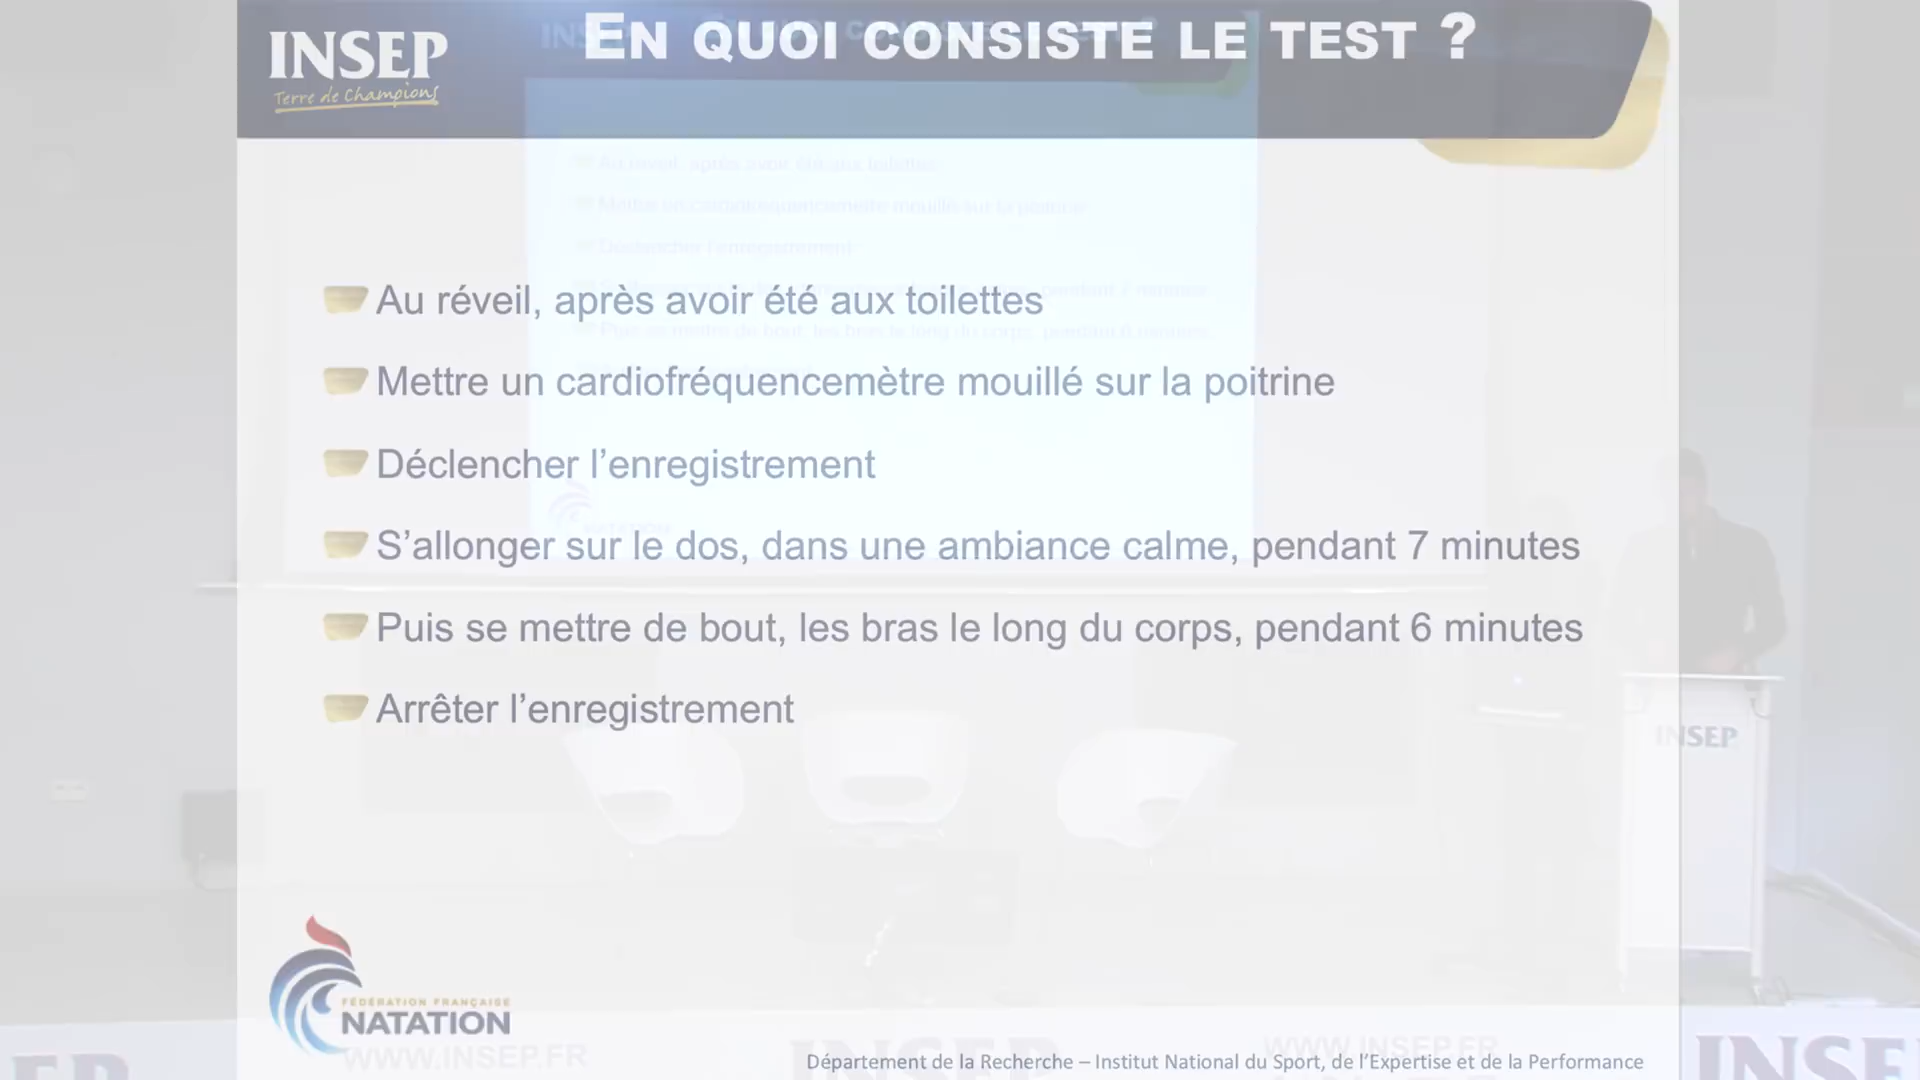 INSEP
Terre de Champions
EN QUOI CONSISTE LE TEST ?
Au réveil, après avoir été aux toilettes
Mettre un cardiofréquencemètre mouillé sur la poitrine
Déclencher l’enregistrement
S’allonger sur le dos, dans une ambiance calme, pendant 7 minutes
Puis se mettre de bout, les bras le long du corps, pendant 6 minutes
Arrêter l’enregistrement
INSEP
FÉDÉRATION FRANÇAISE
NATATION
WWW.INSEP.FR
WWW.INSEP.FR
Département de la Recherche – Institut National du Sport, de l’Expertise et de la Performance